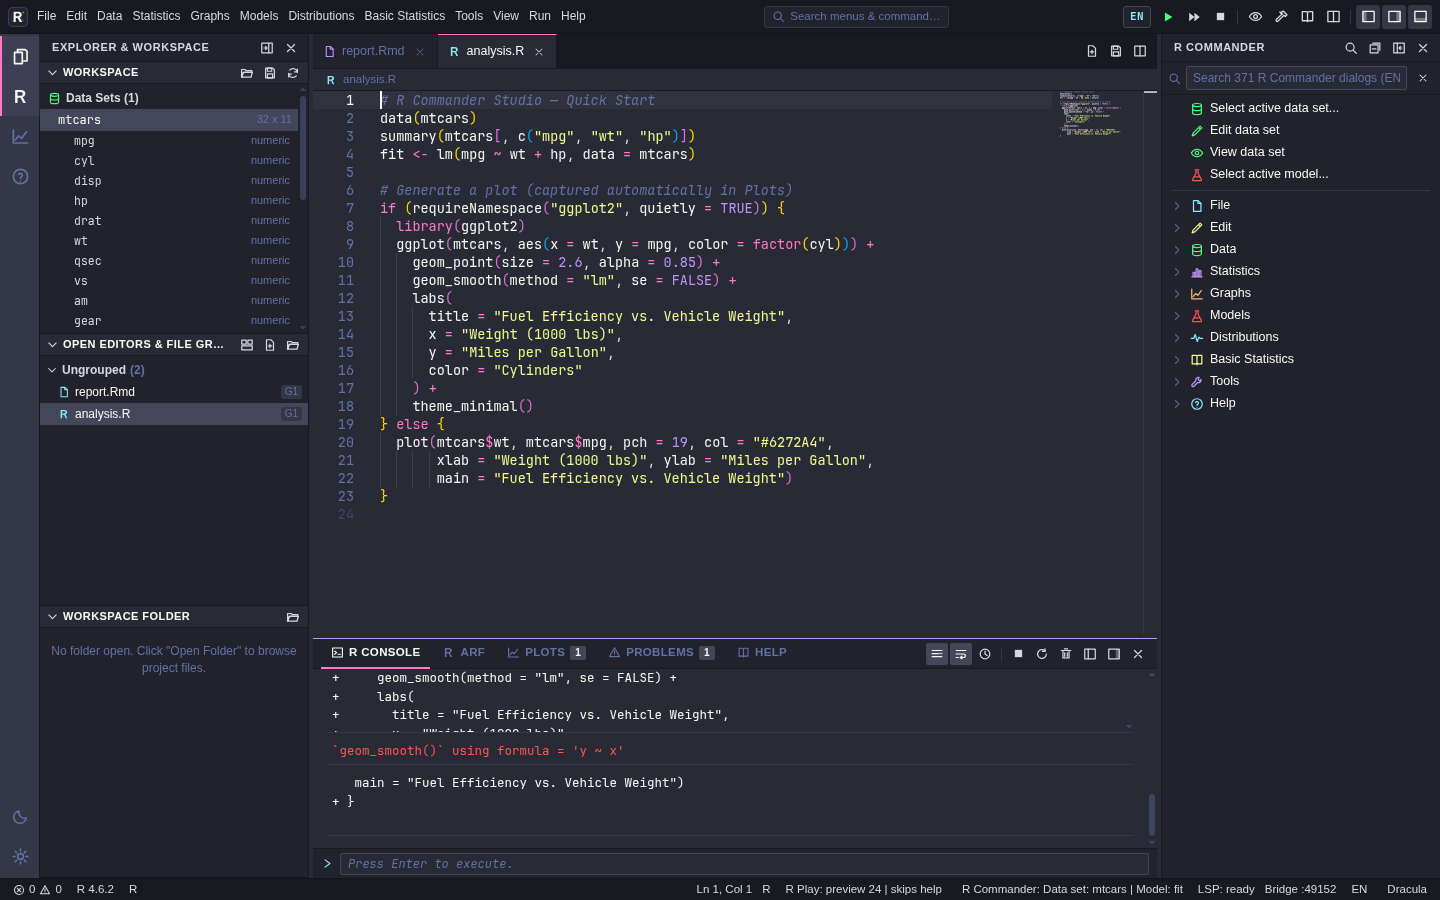 R File Edit Data Statistics Graphs Models Distributions Basic Statistics Tools View Run Help Search menus & command… EN
EXPLORER & WORKSPACE
WORKSPACE
Data Sets (1)
mtcars 32 x 11
mpg numeric
cyl numeric
disp numeric
hp numeric
drat numeric
wt numeric
qsec numeric
vs numeric
am numeric
gear numeric
OPEN EDITORS & FILE GR…
Ungrouped (2)
report.Rmd G1
R analysis.R G1
WORKSPACE FOLDER
No folder open. Click "Open Folder" to browse
project files.
R
report.Rmd R analysis.R
R analysis.R
1 # R Commander Studio — Quick Start
2 data(mtcars)
3 summary(mtcars[, c("mpg", "wt", "hp")])
4 fit <- lm(mpg ~ wt + hp, data = mtcars)
5
6 # Generate a plot (captured automatically in Plots)
7 if (requireNamespace("ggplot2", quietly = TRUE)) {
8 library(ggplot2)
9 ggplot(mtcars, aes(x = wt, y = mpg, color = factor(cyl))) +
10 geom_point(size = 2.6, alpha = 0.85) +
11 geom_smooth(method = "lm", se = FALSE) +
12 labs(
13 title = "Fuel Efficiency vs. Vehicle Weight",
14 x = "Weight (1000 lbs)",
15 y = "Miles per Gallon",
16 color = "Cylinders"
17 ) +
18 theme_minimal()
19 } else {
20 plot(mtcars$wt, mtcars$mpg, pch = 19, col = "#6272A4",
21 xlab = "Weight (1000 lbs)", ylab = "Miles per Gallon",
22 main = "Fuel Efficiency vs. Vehicle Weight")
23 }
24
R CONSOLE R ARF PLOTS 1 PROBLEMS 1 HELP
+ geom_smooth(method = "lm", se = FALSE) +
+ labs(
+ title = "Fuel Efficiency vs. Vehicle Weight",
+ x = "Weight (1000 lbs)",
`geom_smooth()` using formula = 'y ~ x'
main = "Fuel Efficiency vs. Vehicle Weight")
+ }
> Press Enter to execute.
R COMMANDER
Search 371 R Commander dialogs (EN
Select active data set...
Edit data set
View data set
Select active model...
File
Edit
Data
Statistics
Graphs
Models
Distributions
Basic Statistics
Tools
Help
0 0 R 4.6.2 R Ln 1, Col 1 R R Play: preview 24 | skips help R Commander: Data set: mtcars | Model: fit LSP: ready Bridge :49152 EN Dracula